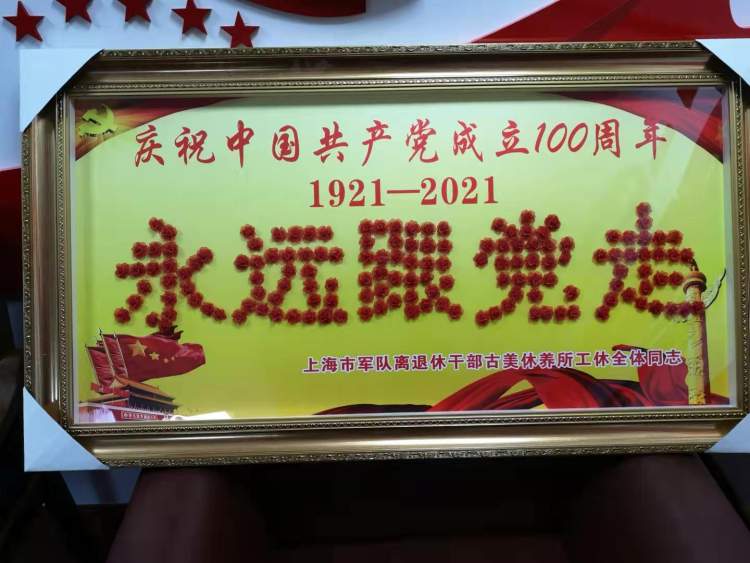 庆祝中国共产党成立100周年
1921—2021
永远跟党走
上海市军队离退休干部古美休养所工休全体同志